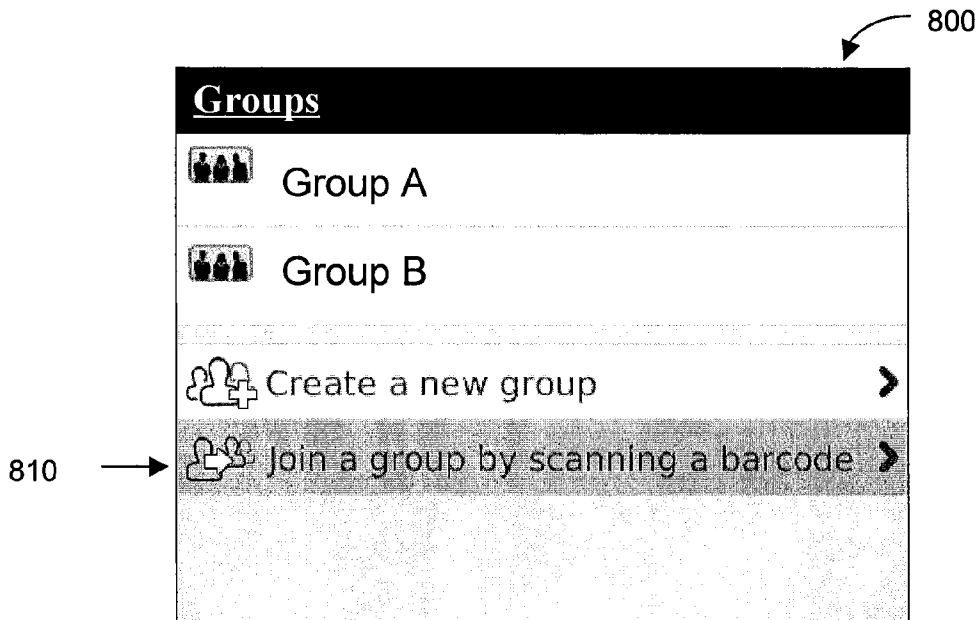 800
Groups
Group A
Group B
Create a new group
810
Join a group by scanning a barcode